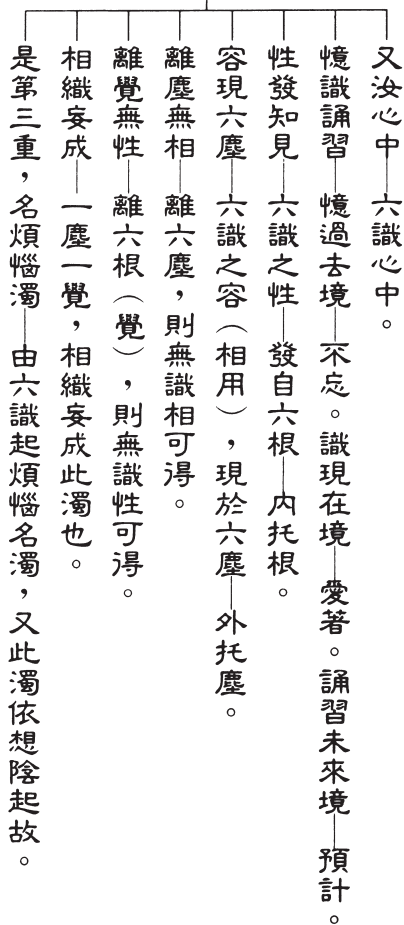 又汝心中—六識心中。
憶識誦習—憶過去境—不忘。識現在境—愛著。誦習未來境—預計。
性發知見—六識之性—發自六根—內托根。
容現六塵—六識之容（相用），現於六塵—外托塵。
離塵無相—離六塵，則無識相可得。
離覺無性—離六根（覺），則無識性可得。
相織妄成—一塵一覺，相織妄成此濁也。
是第三重，名煩惱濁—由六識起煩惱名濁，又此濁依想陰起故。